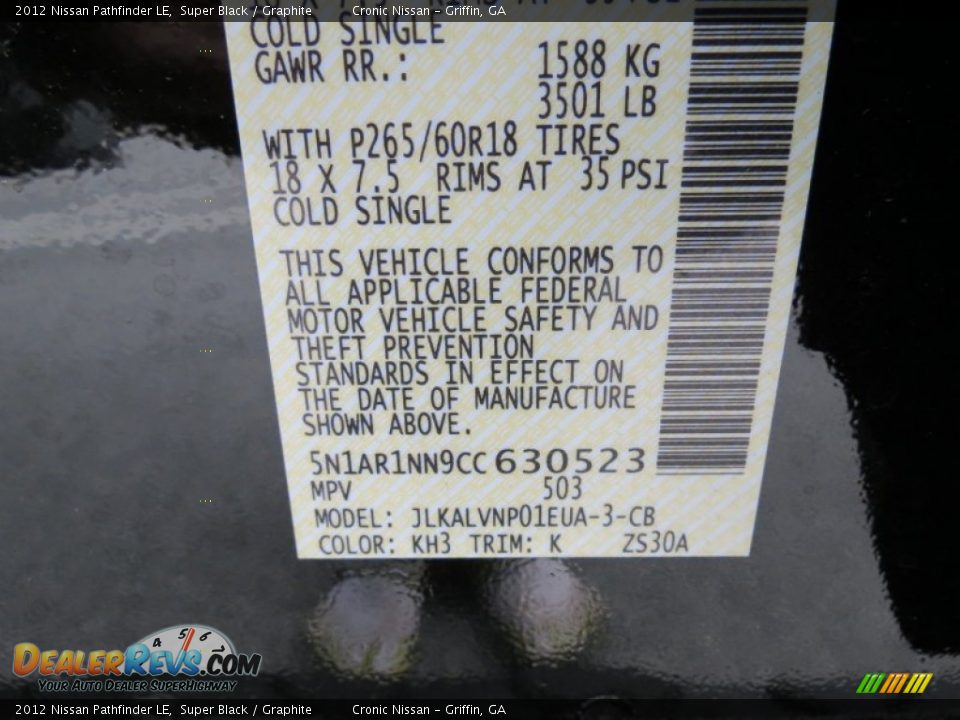 2012 Nissan Pathfinder LE, Super Black / Graphite Cronic Nissan - Griffin, GA
COLD SINGLE
GAWR RR.: 1588 KG
3501 LB
WITH P265/60R18 TIRES
18 X 7.5 RIMS AT 35 PSI
COLD SINGLE
THIS VEHICLE CONFORMS TO
ALL APPLICABLE FEDERAL
MOTOR VEHICLE SAFETY AND
THEFT PREVENTION
STANDARDS IN EFFECT ON
THE DATE OF MANUFACTURE
SHOWN ABOVE.
5N1AR1NN9CC630523
MPV 503
MODEL: JLKALVNP01EUA-3-CB
COLOR: KH3 TRIM: K ZS30A
4 5 6
DEALERREVS.COM
YOUR AUTO DEALER SUPERHIGHWAY
2012 Nissan Pathfinder LE, Super Black / Graphite Cronic Nissan - Griffin, GA